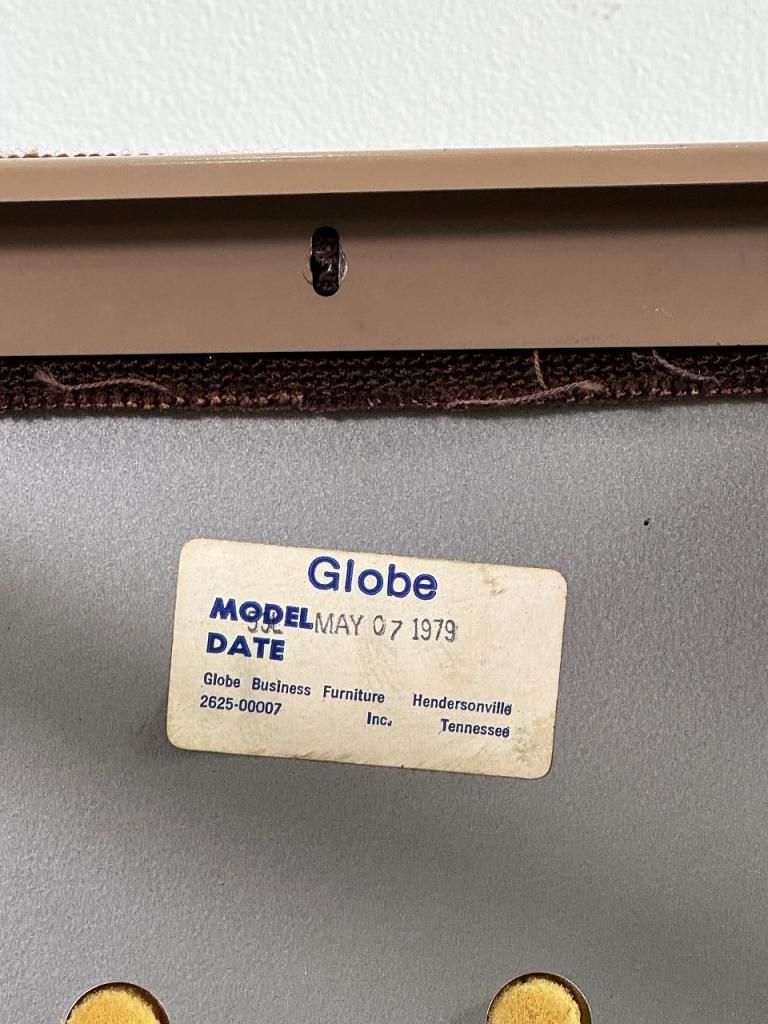 Globe
MODEL MAY 07 1979
DATE
Globe Business Furniture Hendersonville
2625-00007 Inc. Tennessee